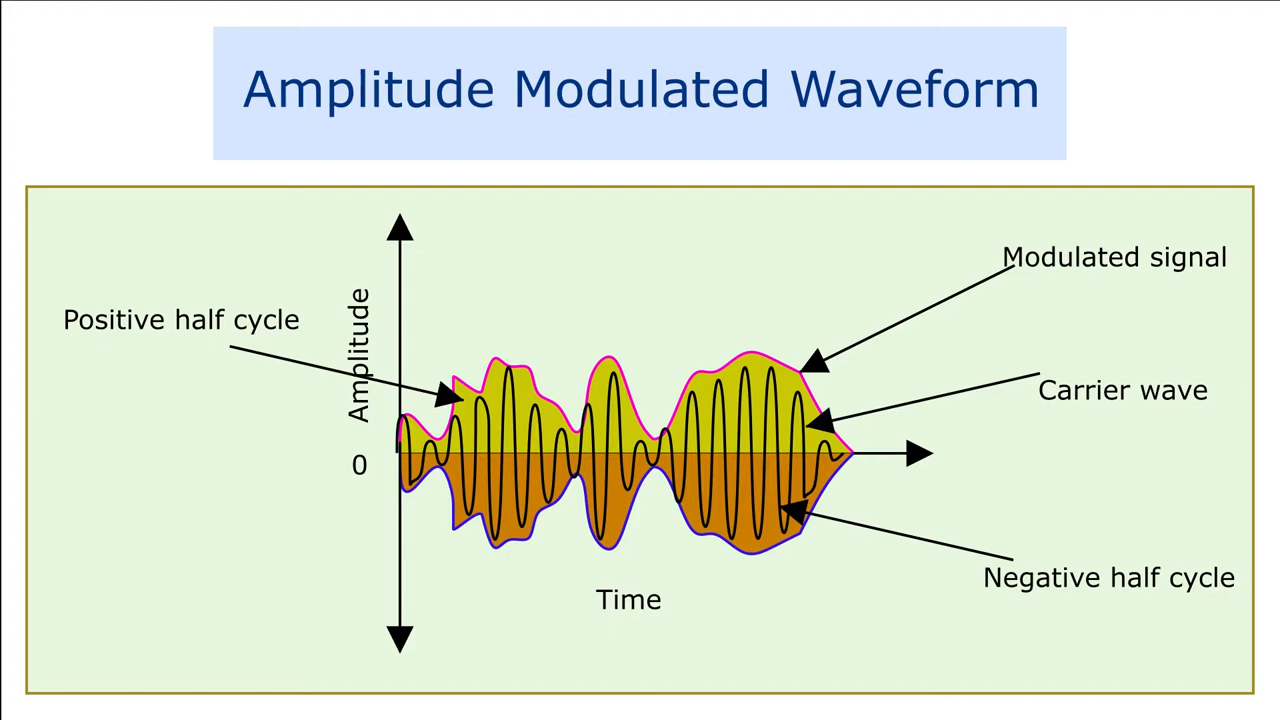 Amplitude Modulated Waveform
Modulated signal
Positive half cycle
Amplitude
Carrier wave
0
Negative half cycle
Time